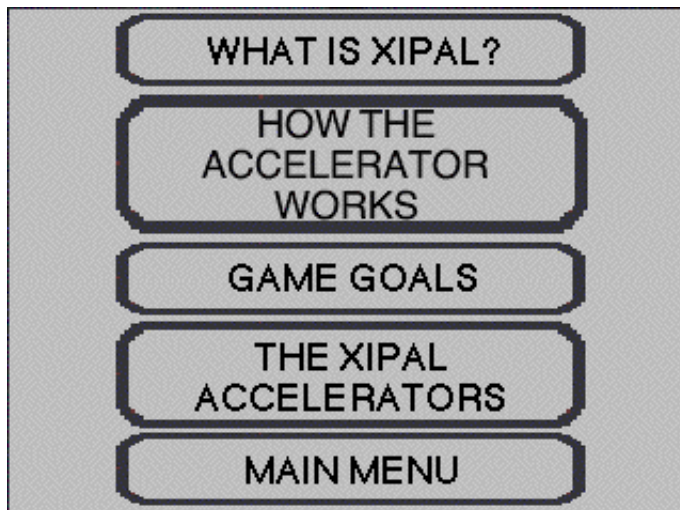 WHAT IS XIPAL?
HOW THE
ACCELERATOR
WORKS
GAME GOALS
THE XIPAL
ACCELERATORS
MAIN MENU